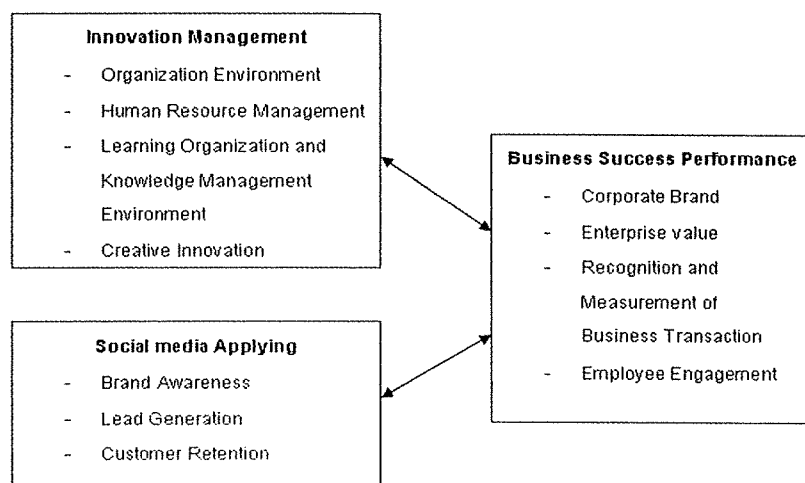 Innovation Management
- Organization Environment
- Human Resource Management
- Learning Organization and
Knowledge Management
Environment
- Creative Innovation
Business Success Performance
- Corporate Brand
- Enterprise value
- Recognition and
Measurement of
Business Transaction
- Employee Engagement
Social media Applying
- Brand Awareness
- Lead Generation
- Customer Retention